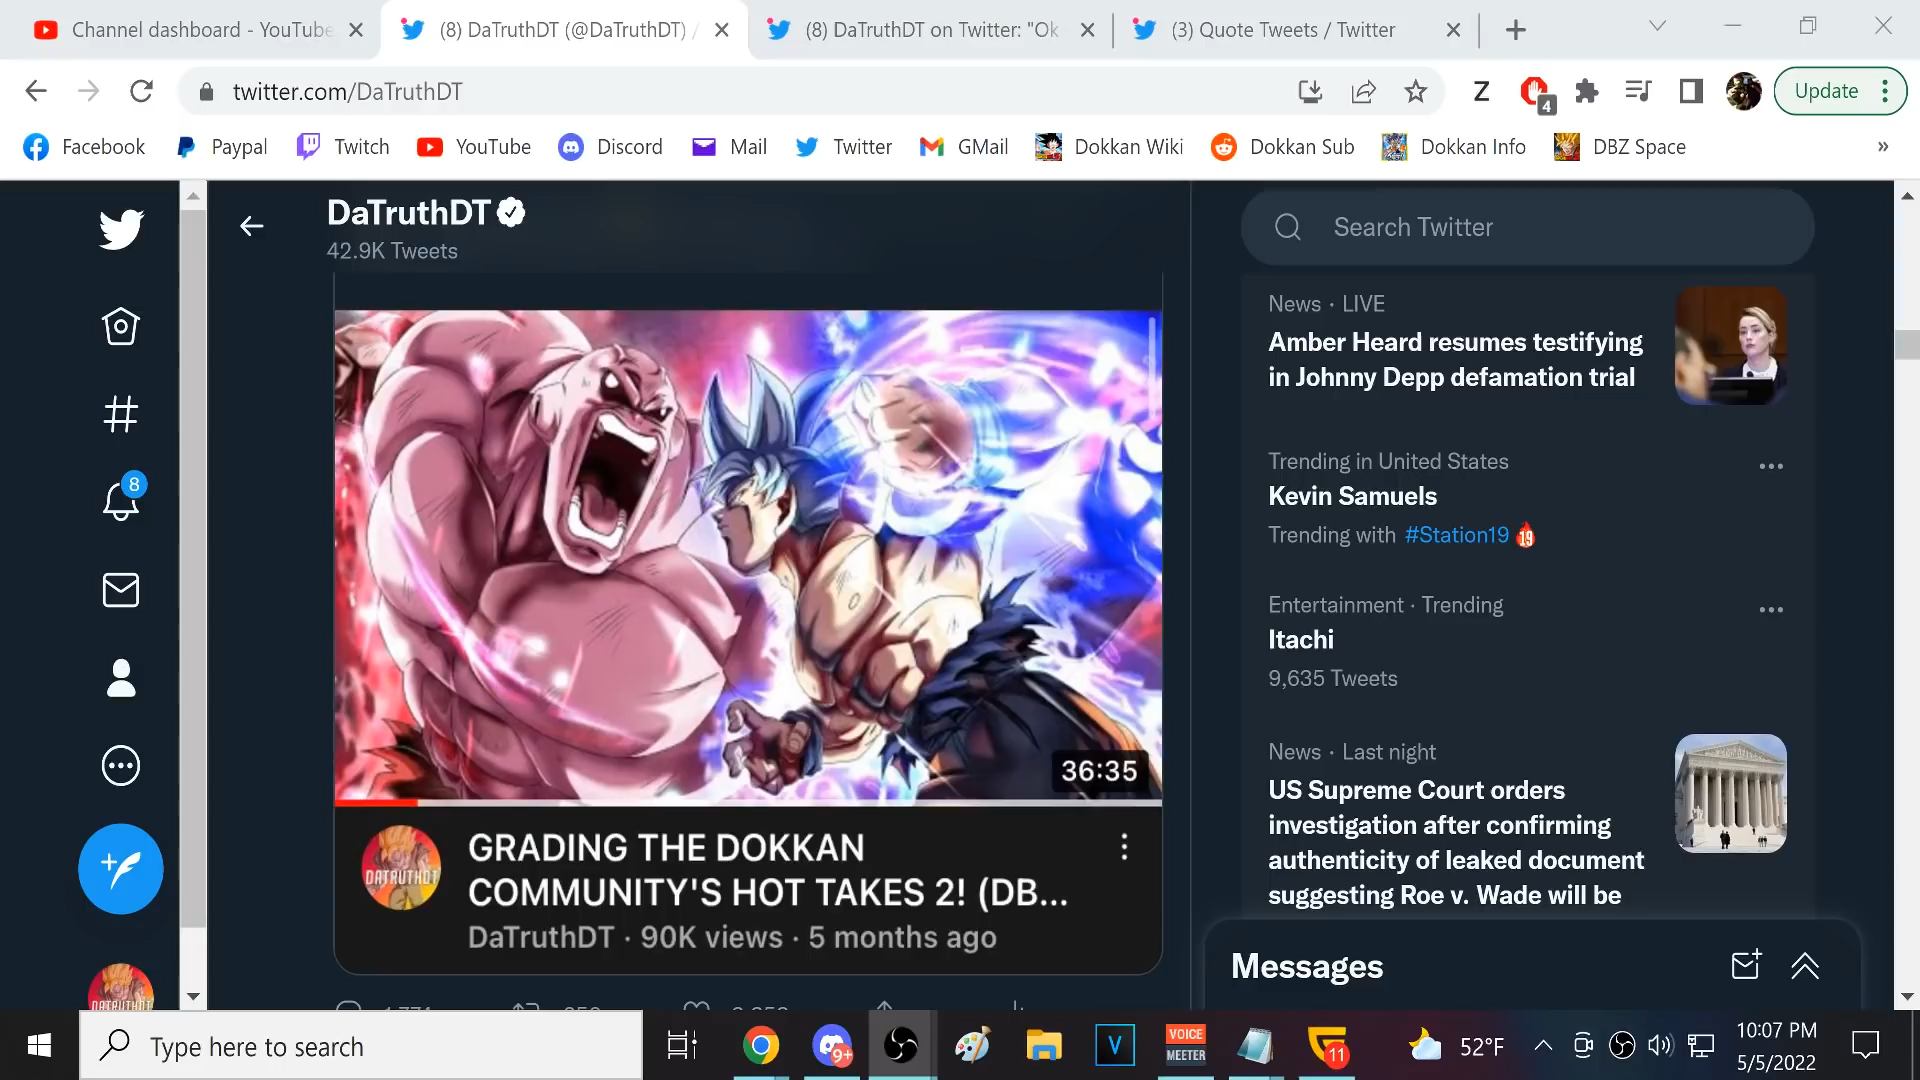 Channel dashboard - YouTube
(8) DaTruthDT (@DaTruthDT) /
(8) DaTruthDT on Twitter: "Ok
(3) Quote Tweets / Twitter
twitter.com/DaTruthDT
Z
4
Update
Facebook
Paypal
Twitch
YouTube
Discord
Mail
Twitter
GMail
Dokkan Wiki
Dokkan Sub
Dokkan Info
DBZ Space
»
DaTruthDT
42.9K Tweets
8
36:35
DATRUTHDT
GRADING THE DOKKAN
COMMUNITY'S HOT TAKES 2! (DB...
DaTruthDT · 90K views · 5 months ago
Search Twitter
News · LIVE
Amber Heard resumes testifying
in Johnny Depp defamation trial
Trending in United States
Kevin Samuels
Trending with #Station19
19
Entertainment · Trending
Itachi
9,635 Tweets
News · Last night
US Supreme Court orders
investigation after confirming
authenticity of leaked document
suggesting Roe v. Wade will be
Messages
DATRUTHDT
Type here to search
9+
V
VOICE
MEETER
11
52°F
10:07 PM
5/5/2022